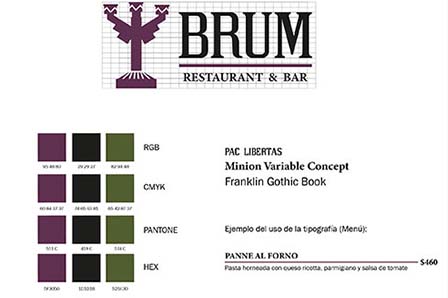 BRUM
RESTAURANT & BAR
RGB
CMYK
PANTONE
HEX
PAC LIBERTAS
Minion Variable Concept
Franklin Gothic Book
Ejemplo del uso de la tipografía (Menú):
PANNE AL FORNO
$460
Pasta horneada con queso ricotta, parmigiano y salsa de tomate